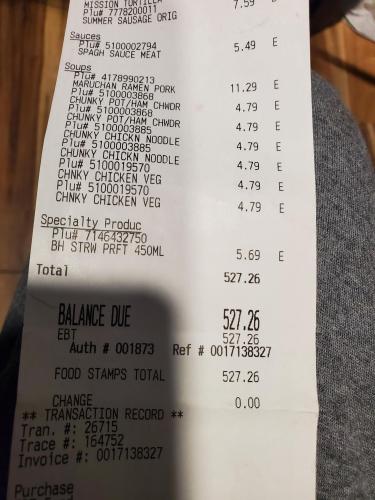 MISSION TORTILLA 7.59 E
Plu# 7778200011
SUMMER SAUSAGE ORIG
Sauces
Plu# 5100002794
SPAGH SAUCE MEAT 5.49 E
Soups
Plu# 4178990213
MARUCHAN RAMEN PORK 11.29 E
Plu# 5100003868
CHUNKY POT/HAM CHWDR 4.79 E
Plu# 5100003868
CHUNKY POT/HAM CHWDR 4.79 E
Plu# 5100003885
CHUNKY CHICKN NOODLE 4.79 E
Plu# 5100003885
CHUNKY CHICKN NOODLE 4.79 E
Plu# 5100019570
CHNKY CHICKEN VEG 4.79 E
Plu# 5100019570
CHNKY CHICKEN VEG 4.79 E
Specialty Produc
Plu# 7146432750
BH STRW PRFT 450ML 5.69 E
Total 527.26
BALANCE DUE 527.26
EBT 527.26
Auth # 001873 Ref # 0017138327
FOOD STAMPS TOTAL 527.26
CHANGE 0.00
** TRANSACTION RECORD **
Tran. #: 26715
Trace #: 164752
Invoice #: 0017138327
Purchase